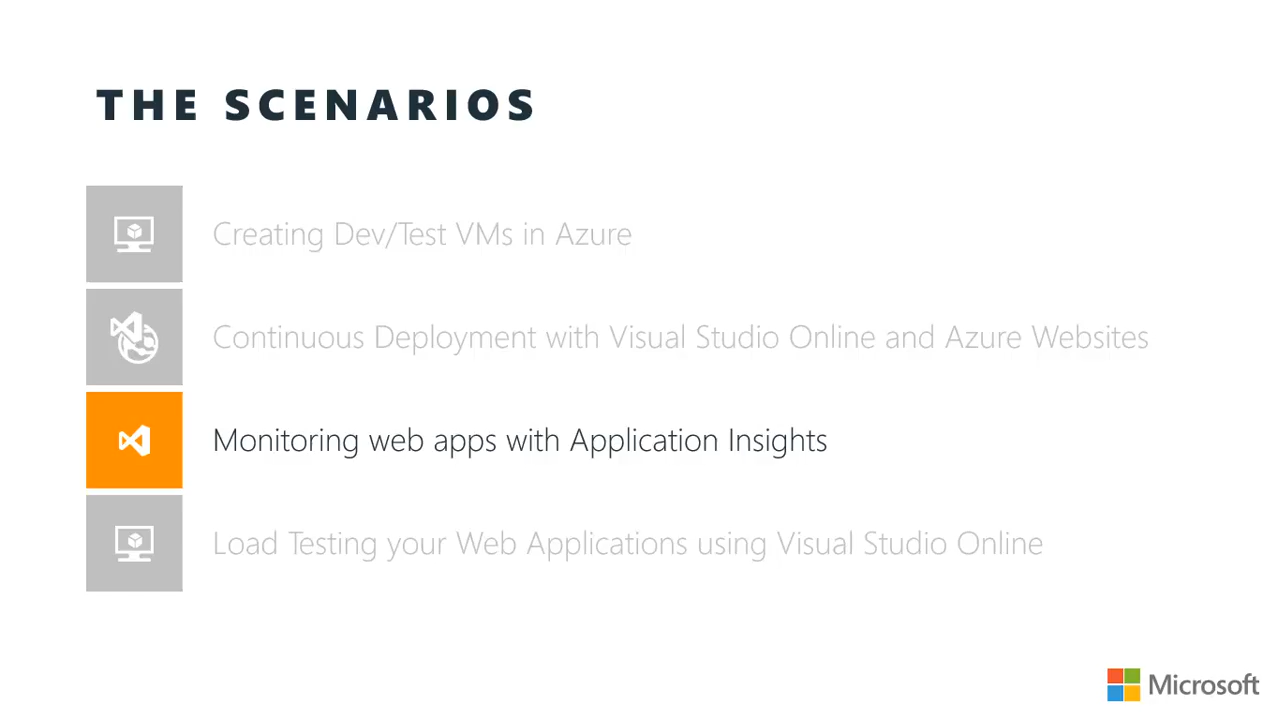 THE SCENARIOS
Creating Dev/Test VMs in Azure
Continuous Deployment with Visual Studio Online and Azure Websites
Monitoring web apps with Application Insights
Load Testing your Web Applications using Visual Studio Online
Microsoft